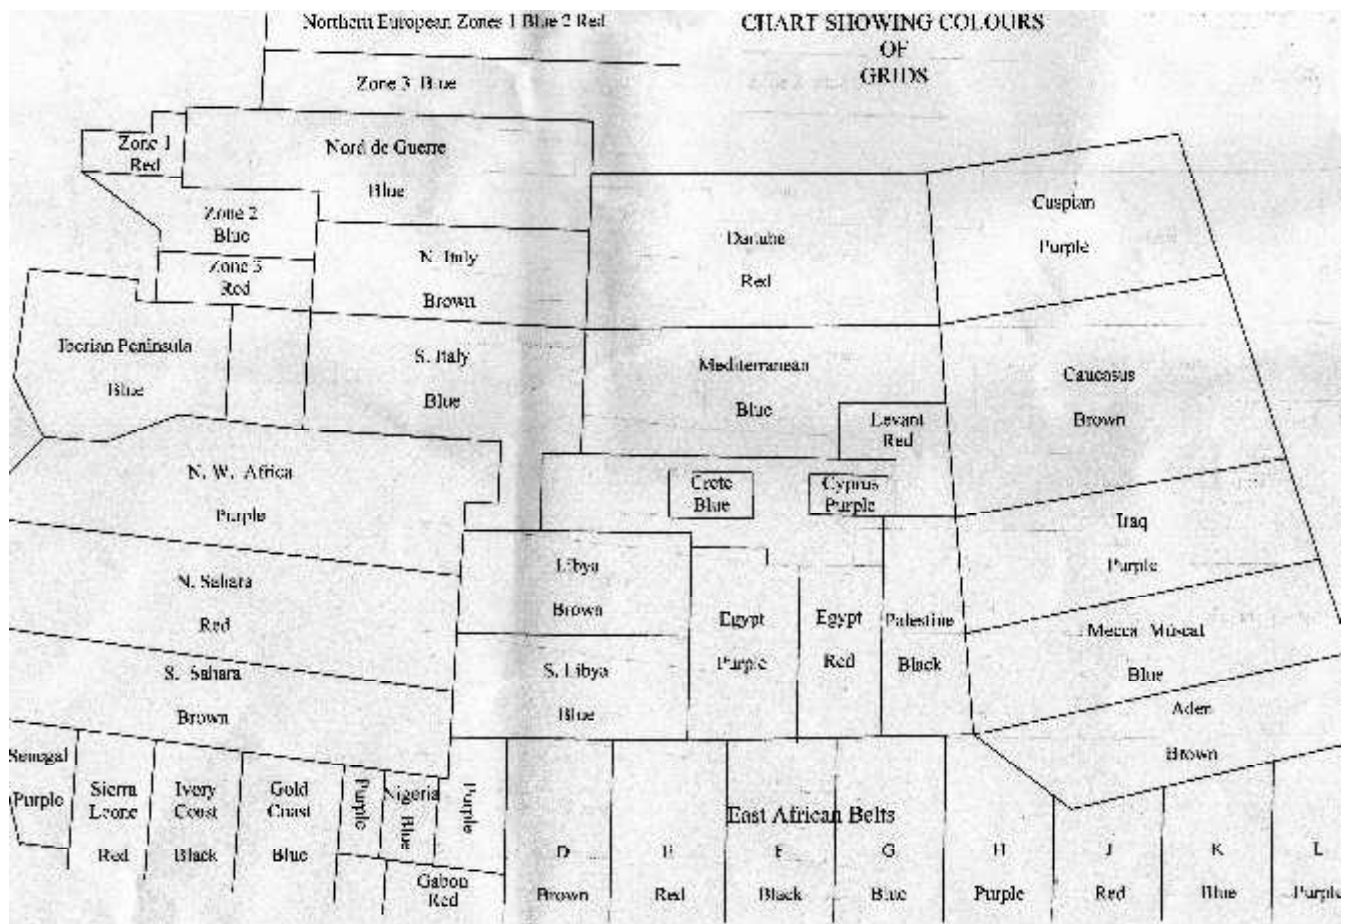 Northern European Zones 1 Blue 2 Red
CHART SHOWING COLOURS
OF
GRIDS
Zone 3 Blue
Zone 1
Red
Nord de Guerre
Blue
Zone 2
Blue
Zone 3
Red
N. Italy
Brown
Danube
Red
Cuspian
Purple
Iberian Peninsula
Blue
S. Italy
Blue
Mediterranean
Blue
Levant
Red
Caucasus
Brown
N. W. Africa
Purple
Crete
Blue
Cyprus
Purple
Iraq
Purple
N. Sahara
Red
Libya
Brown
Egypt
Purple
Egypt
Red
Palestine
Black
Mecca Muscat
Blue
S. Sahara
Brown
S. Libya
Blue
Aden
Brown
Senegal
Purple
Sierra
Leone
Red
Ivory
Coast
Black
Gold
Coast
Blue
Purple
Nigeria
Blue
Purple
Gabon
Red
East African Belts
D
Brown
Red
Black
G
Blue
H
Purple
J
Red
K
Blue
L
Purple